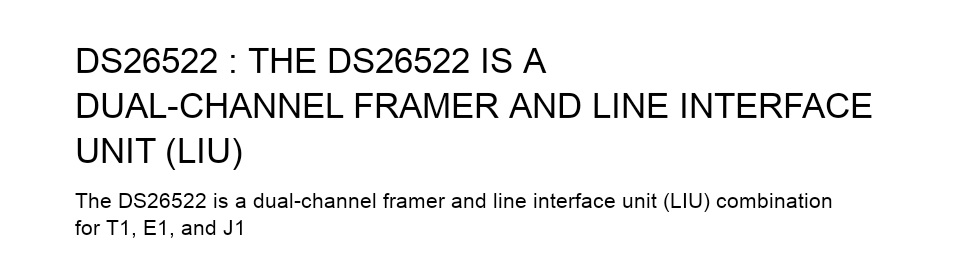 DS26522 : THE DS26522 IS A
DUAL-CHANNEL FRAMER AND LINE INTERFACE
UNIT (LIU)
The DS26522 is a dual-channel framer and line interface unit (LIU) combination
for T1, E1, and J1